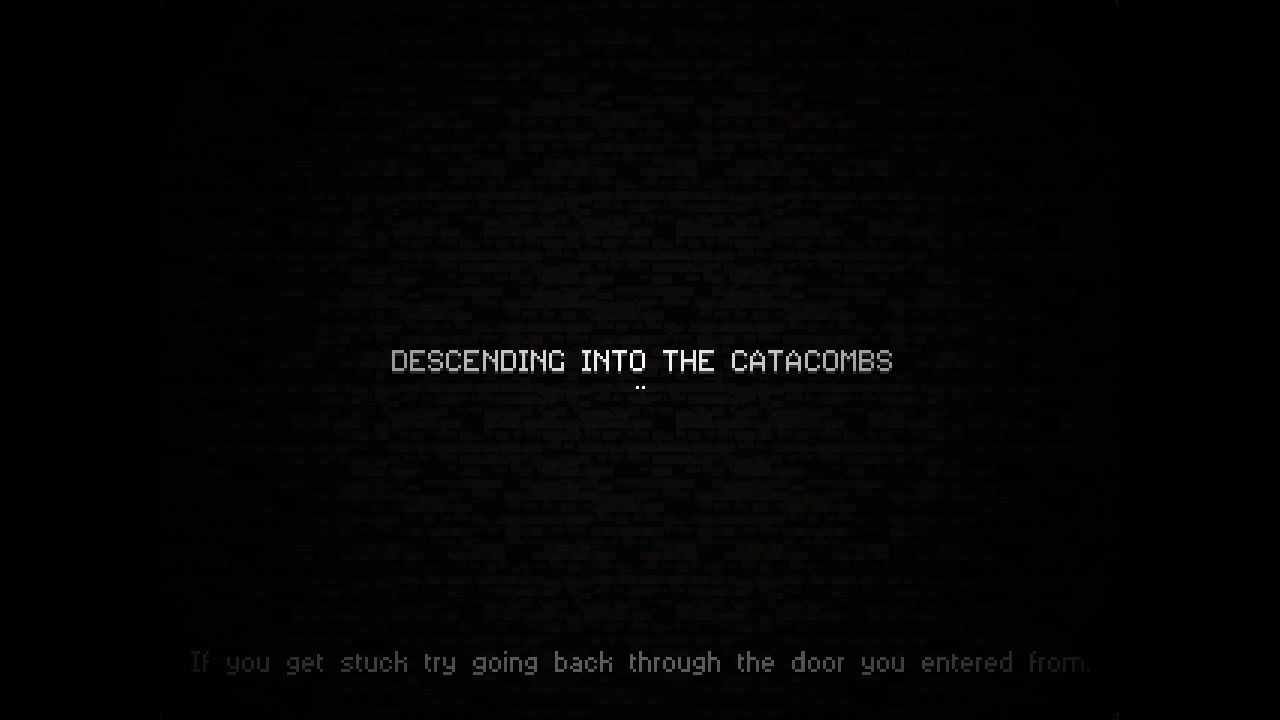 DESCENDING INTO THE CATACOMBS
..
If you get stuck try going back through the door you entered from.